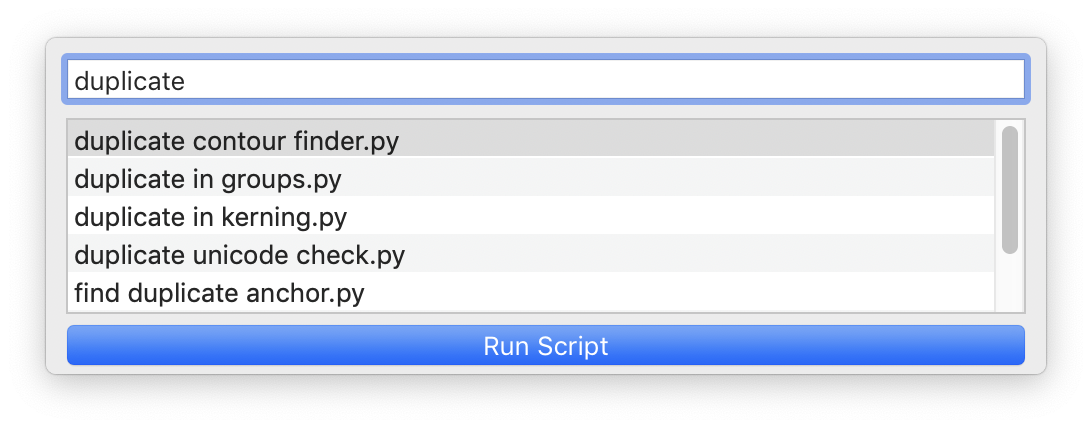 duplicate
duplicate contour finder.py
duplicate in groups.py
duplicate in kerning.py
duplicate unicode check.py
find duplicate anchor.py
Run Script